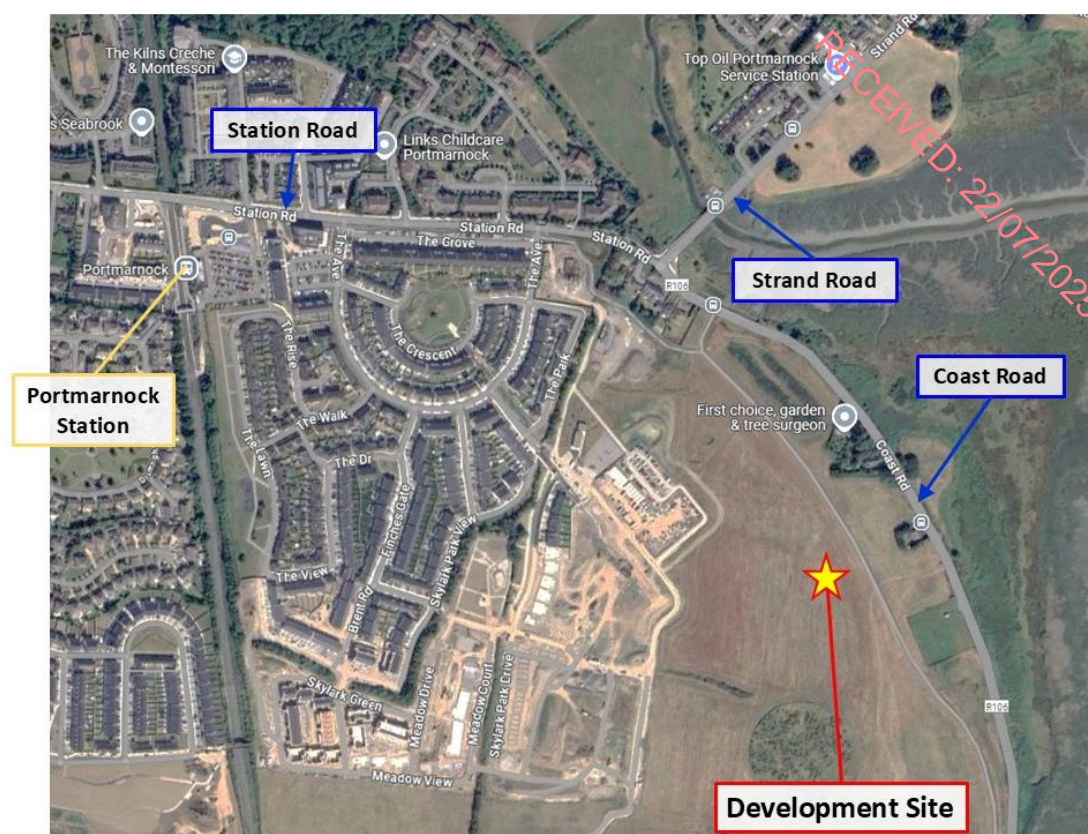 The Kilns Creche
& Montessori
s Seabrook
Station Road
Links Childcare
Portmarnock
Top Oil Portmarnock
Service Station
Strand Rd
RECEIVED: 22/07/2025
Station Rd
Station Rd
Station Rd
The Grove
The Ave
The Ave
Strand Road
R106
Portmarnock
Portmarnock
Station
The Rise
The Crescent
The Park
The Walk
The Lawn
The Dr
Coast Road
First choice, garden
& tree surgeon
Coast Rd
Finches Gate
Skylark Park View
The View
Brent Rd
Skylark Green
Meadow Drive
Meadow Court
Skylark Park Drive
Meadow View
R106
Development Site